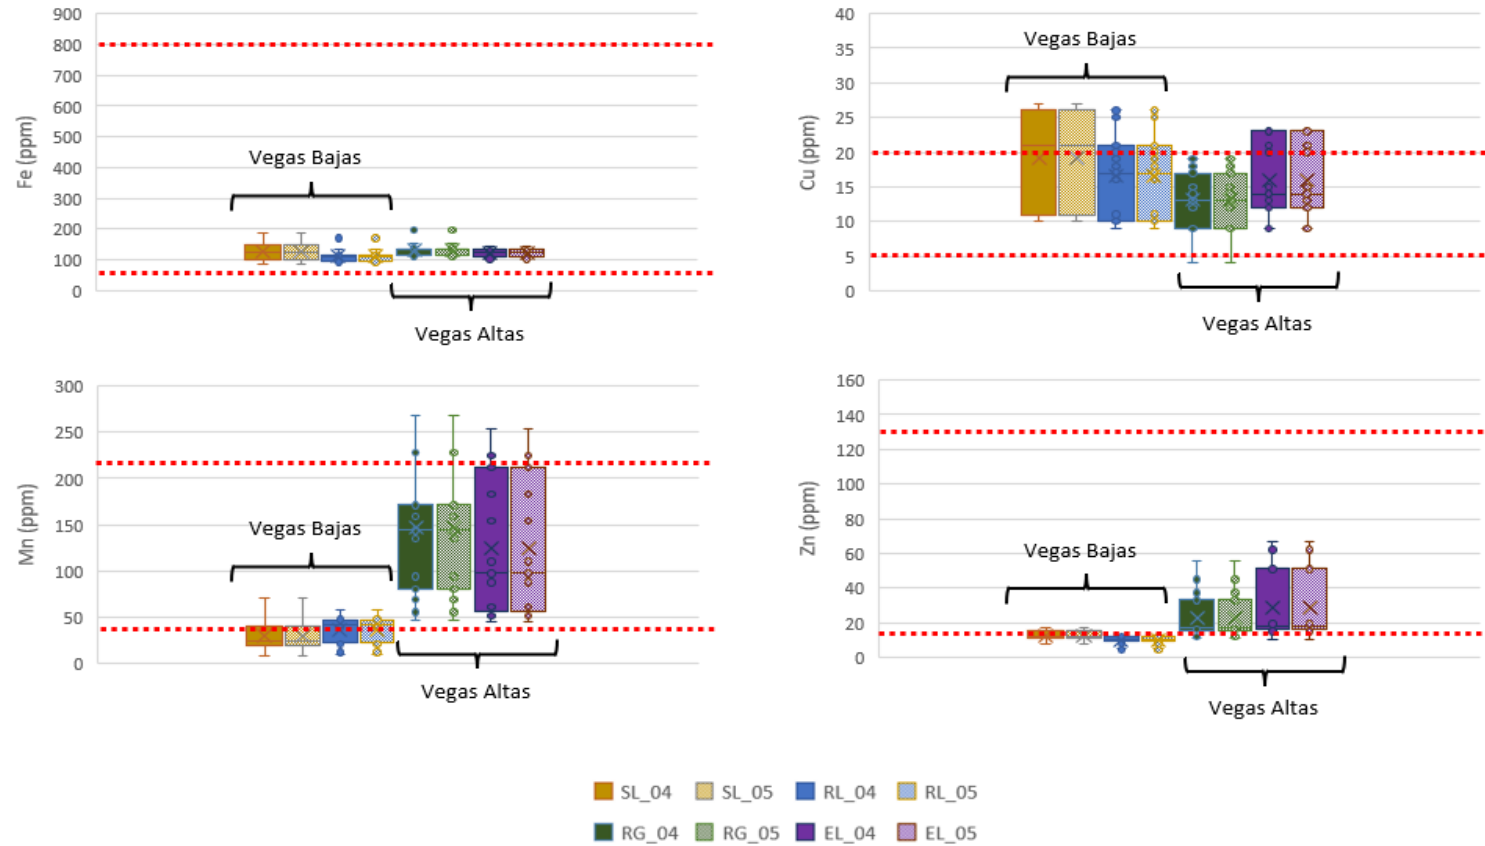 900
800
700
600
500
400
300
200
100
0
Fe (ppm)
Vegas Bajas
Vegas Altas
40
35
30
25
20
15
10
5
0
Cu (ppm)
Vegas Bajas
Vegas Altas
300
250
200
150
100
50
0
Mn (ppm)
Vegas Bajas
Vegas Altas
160
140
120
100
80
60
40
20
0
Zn (ppm)
Vegas Bajas
Vegas Altas
SL_04 SL_05 RL_04 RL_05
RG_04 RG_05 EL_04 EL_05